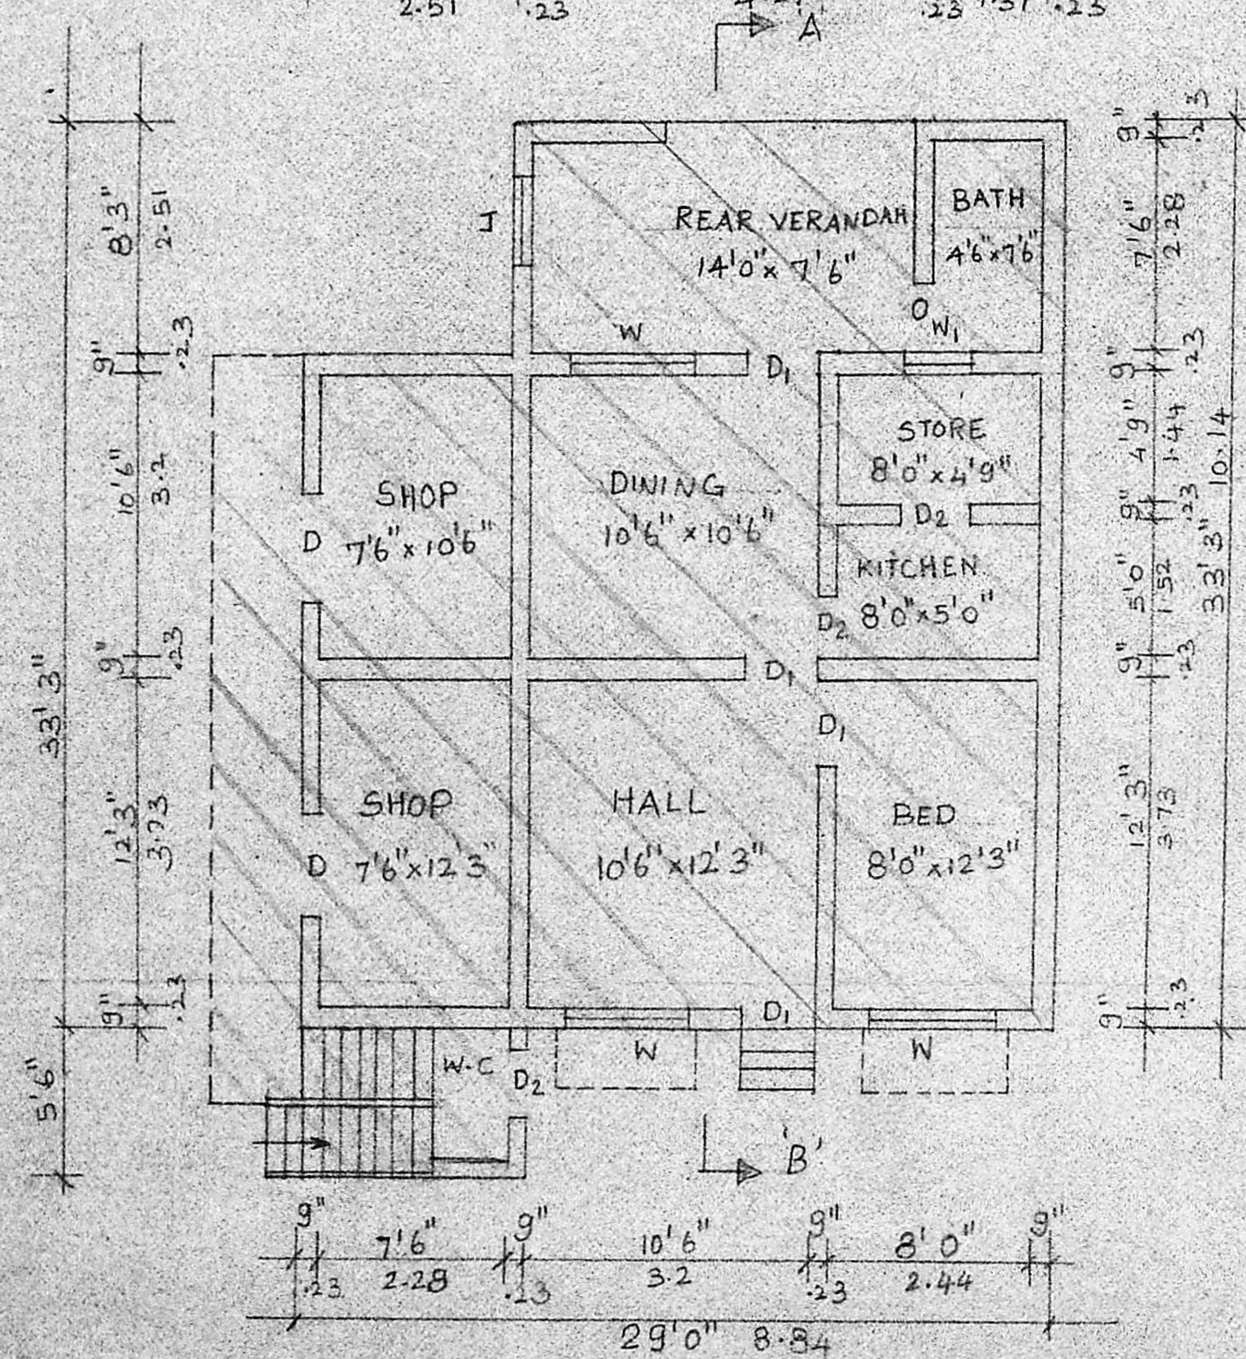 2.51 .23 .23 1.37 .23
A
9"
.23
8'3"
2.51
7'6"
2.28
J
REAR VERANDAH
14'0" x 7'6"
BATH
4'6" x 7'6"
O
W1
W
D1
9"
.23
9"
.23
SHOP
7'6" x 10'6"
D
10'6"
3.2
DINING
10'6" x 10'6"
STORE
8'0" x 4'9"
4'9"
1.44
D2
9"
.23
KITCHEN
8'0" x 5'0"
D2
5'0"
1.52
33'3"
10.14
9"
.23
D1
9"
.23
33'3"
D1
SHOP
7'6" x 12'3"
D
12'3"
3.73
HALL
10'6" x 12'3"
BED
8'0" x 12'3"
12'3"
3.73
9"
.23
D1
9"
.23
5'6"
W.C
D2
W
W
'B'
9" 7'6" 9" 10'6" 9" 8'0" 9"
.23 2.28 .23 3.2 .23 2.44
29'0" 8.84